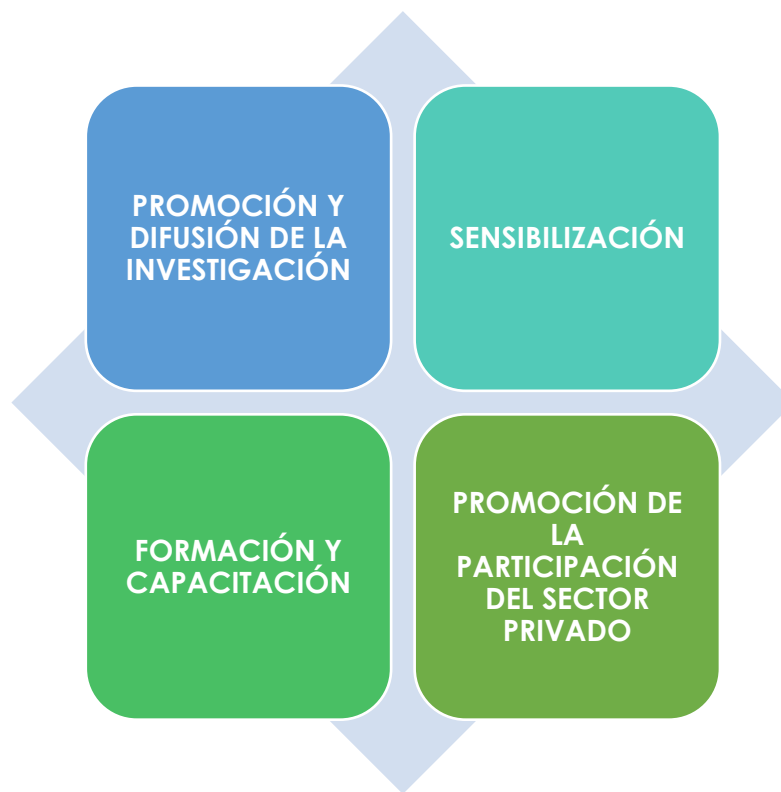 PROMOCIÓN Y
DIFUSIÓN DE LA
INVESTIGACIÓN
SENSIBILIZACIÓN
FORMACIÓN Y
CAPACITACIÓN
PROMOCIÓN DE
LA
PARTICIPACIÓN
DEL SECTOR
PRIVADO